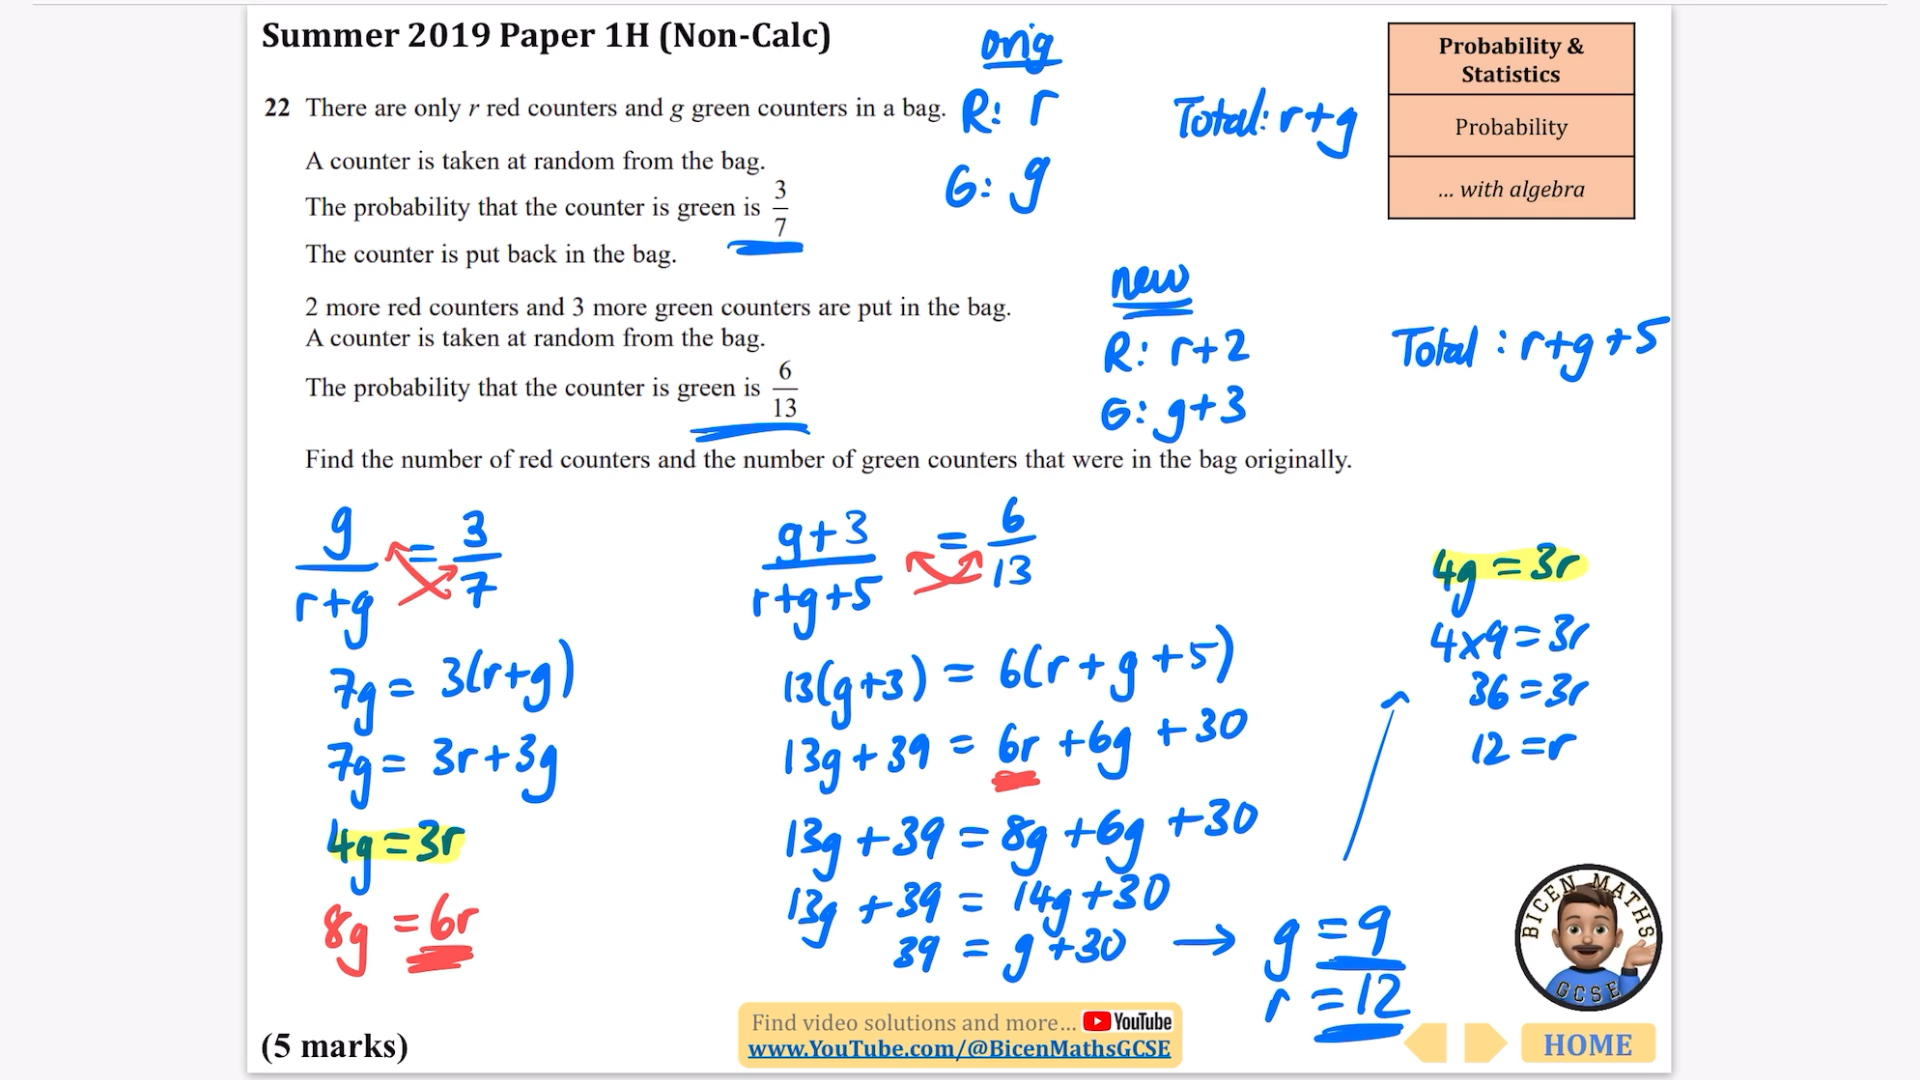 Summer 2019 Paper 1H (Non-Calc)
orig
Probability &
Statistics
Probability
... with algebra
22 There are only r red counters and g green counters in a bag.
R: r
Total: r+g
G: g
A counter is taken at random from the bag.
The probability that the counter is green is 3/7
The counter is put back in the bag.
new
2 more red counters and 3 more green counters are put in the bag.
R: r+2
Total: r+g+5
A counter is taken at random from the bag.
G: g+3
The probability that the counter is green is 6/13
Find the number of red counters and the number of green counters that were in the bag originally.
g/(r+g) = 3/7
7g = 3(r+g)
7g = 3r+3g
4g = 3r
8g = 6r
(g+3)/(r+g+5) = 6/13
13(g+3) = 6(r+g+5)
13g+39 = 6r+6g+30
13g+39 = 8g+6g+30
13g+39 = 14g+30
39 = g+30 → g = 9
r = 12
4g = 3r
4×9 = 3r
36 = 3r
12 = r
BICEN MATHS
GCSE
(5 marks)
Find video solutions and more... YouTube
www.YouTube.com/@BicenMathsGCSE
HOME